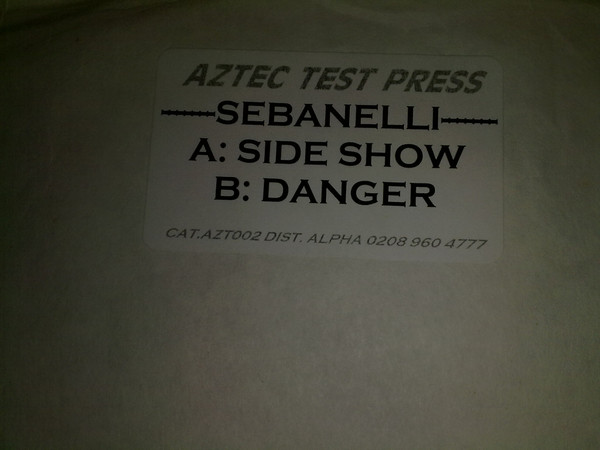 AZTEC TEST PRESS
SEBANELLI
A: SIDE SHOW
B: DANGER
CAT.AZT002 DIST. ALPHA 0208 960 4777